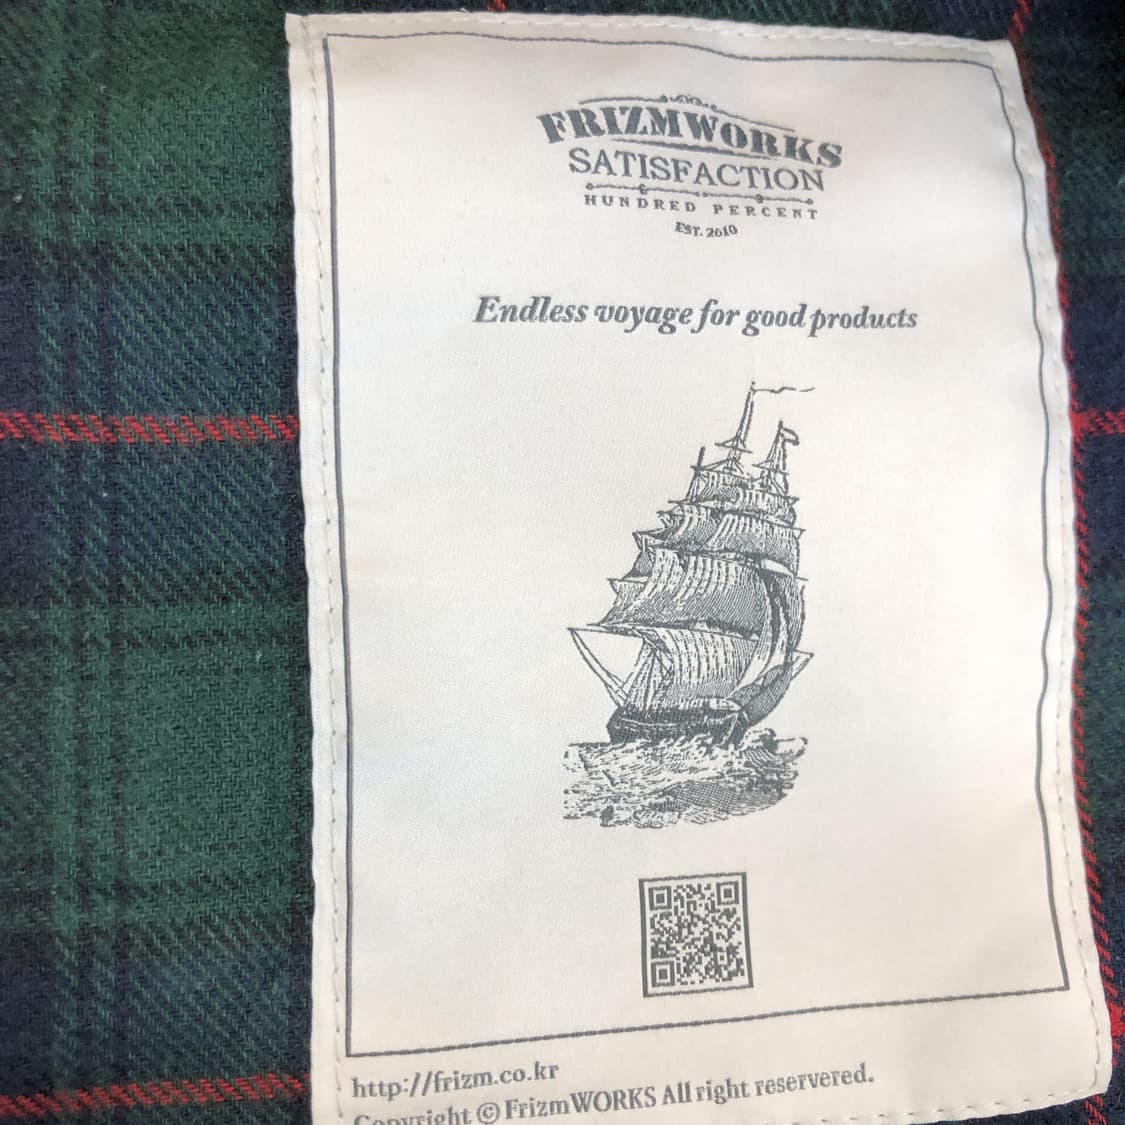 FRIZMWORKS
SATISFACTION
HUNDRED PERCENT
EST. 2010
Endless voyage for good products
http://frizm.co.kr
Copyright © FrizmWORKS All right reservered.